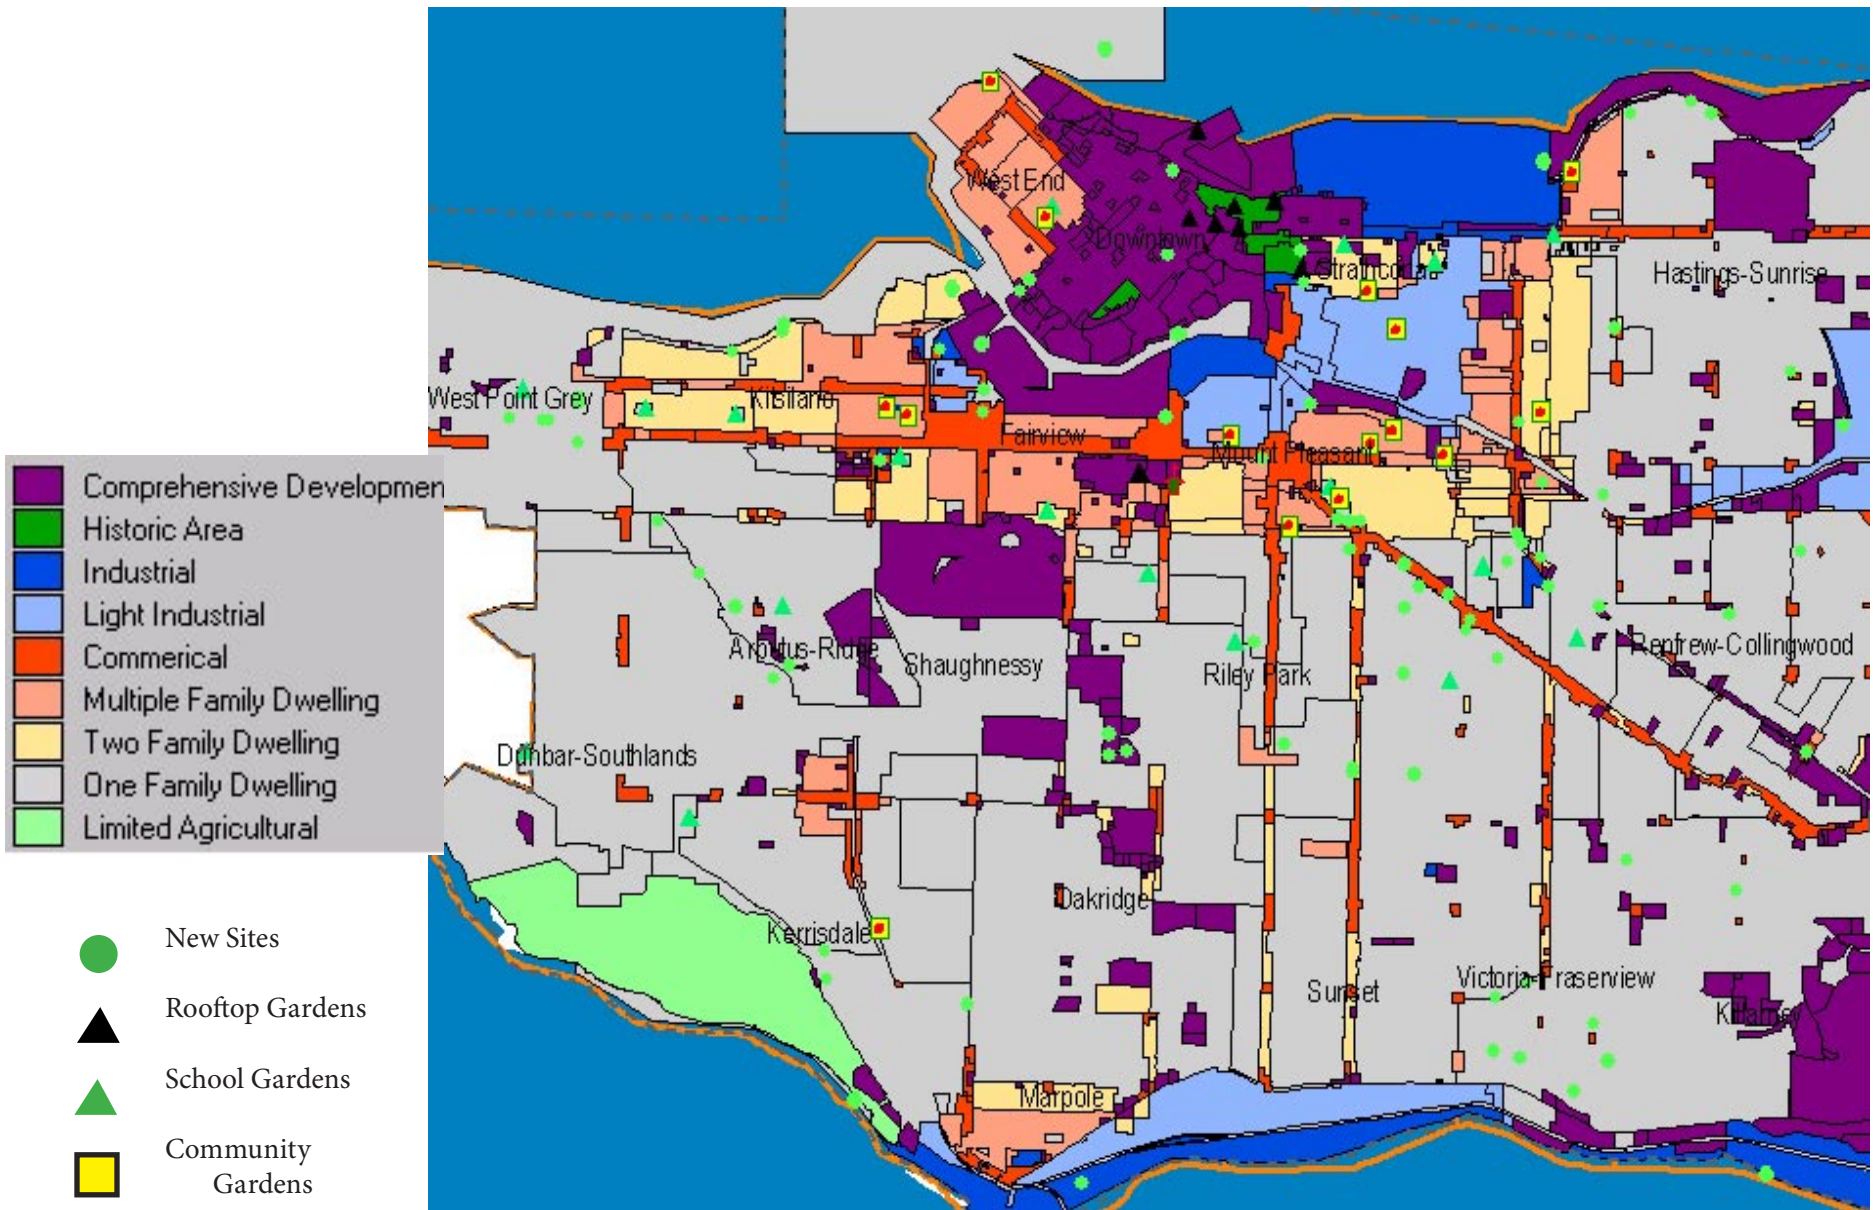 West End
Downtown
Strathcona
Hastings-Sunrise
West Point Grey
Kitsilano
Fairview
Mount Pleasant
Comprehensive Developmen
Historic Area
Industrial
Light Industrial
Commerical
Multiple Family Dwelling
Two Family Dwelling
One Family Dwelling
Limited Agricultural
Arbutus-Ridge
Shaughnessy
Riley Park
Renfrew-Collingwood
Dunbar-Southlands
Oakridge
Kerrisdale
Sunset
Victoria-Fraserview
Killarney
Marpole
New Sites
Rooftop Gardens
School Gardens
Community
Gardens